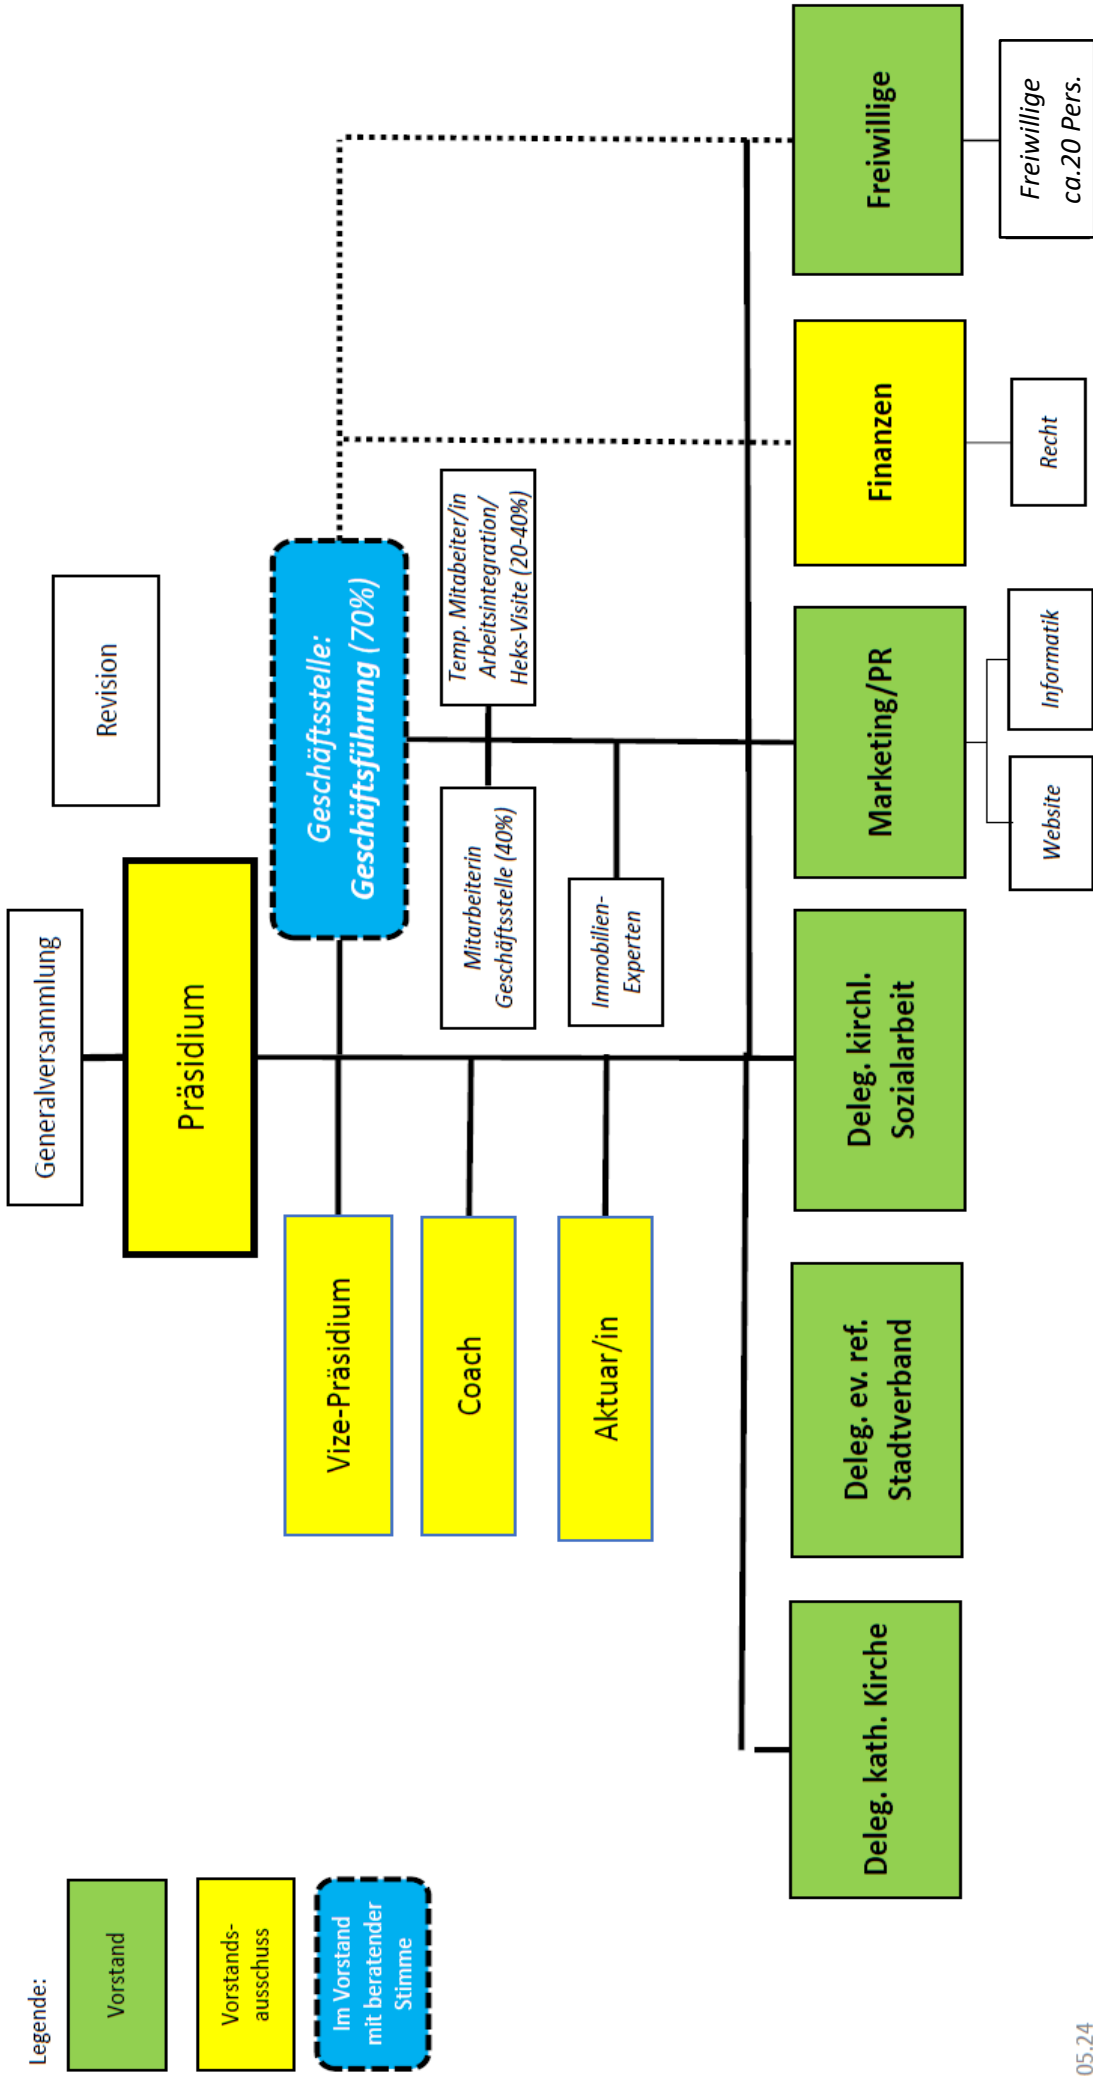 Generalversammlung
Revision
Präsidium
Geschäftsstelle:
Geschäftsführung (70%)
Vize-Präsidium
Coach
Aktuar/in
Mitarbeiterin
Geschäftsstelle (40%)
Temp. Mitabeiter/in
Arbeitsintegration/
Heks-Visite (20-40%)
Immobilien-
Experten
Deleg. kath. Kirche
Deleg. ev. ref.
Stadtverband
Deleg. kirchl.
Sozialarbeit
Marketing/PR
Finanzen
Freiwillige
Website
Informatik
Recht
Freiwillige
ca.20 Pers.
Legende:
Vorstand
Vorstands-
ausschuss
Im Vorstand
mit beratender
Stimme
05.24